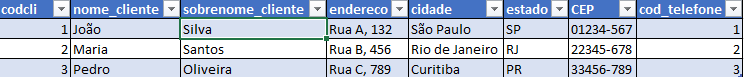 codcli nome_cliente sobrenome_cliente endereco cidade estado CEP cod_telefone
1 João Silva Rua A, 132 São Paulo SP 01234-567 1
2 Maria Santos Rua B, 456 Rio de Janeiro RJ 22345-678 2
3 Pedro Oliveira Rua C, 789 Curitiba PR 33456-789 3